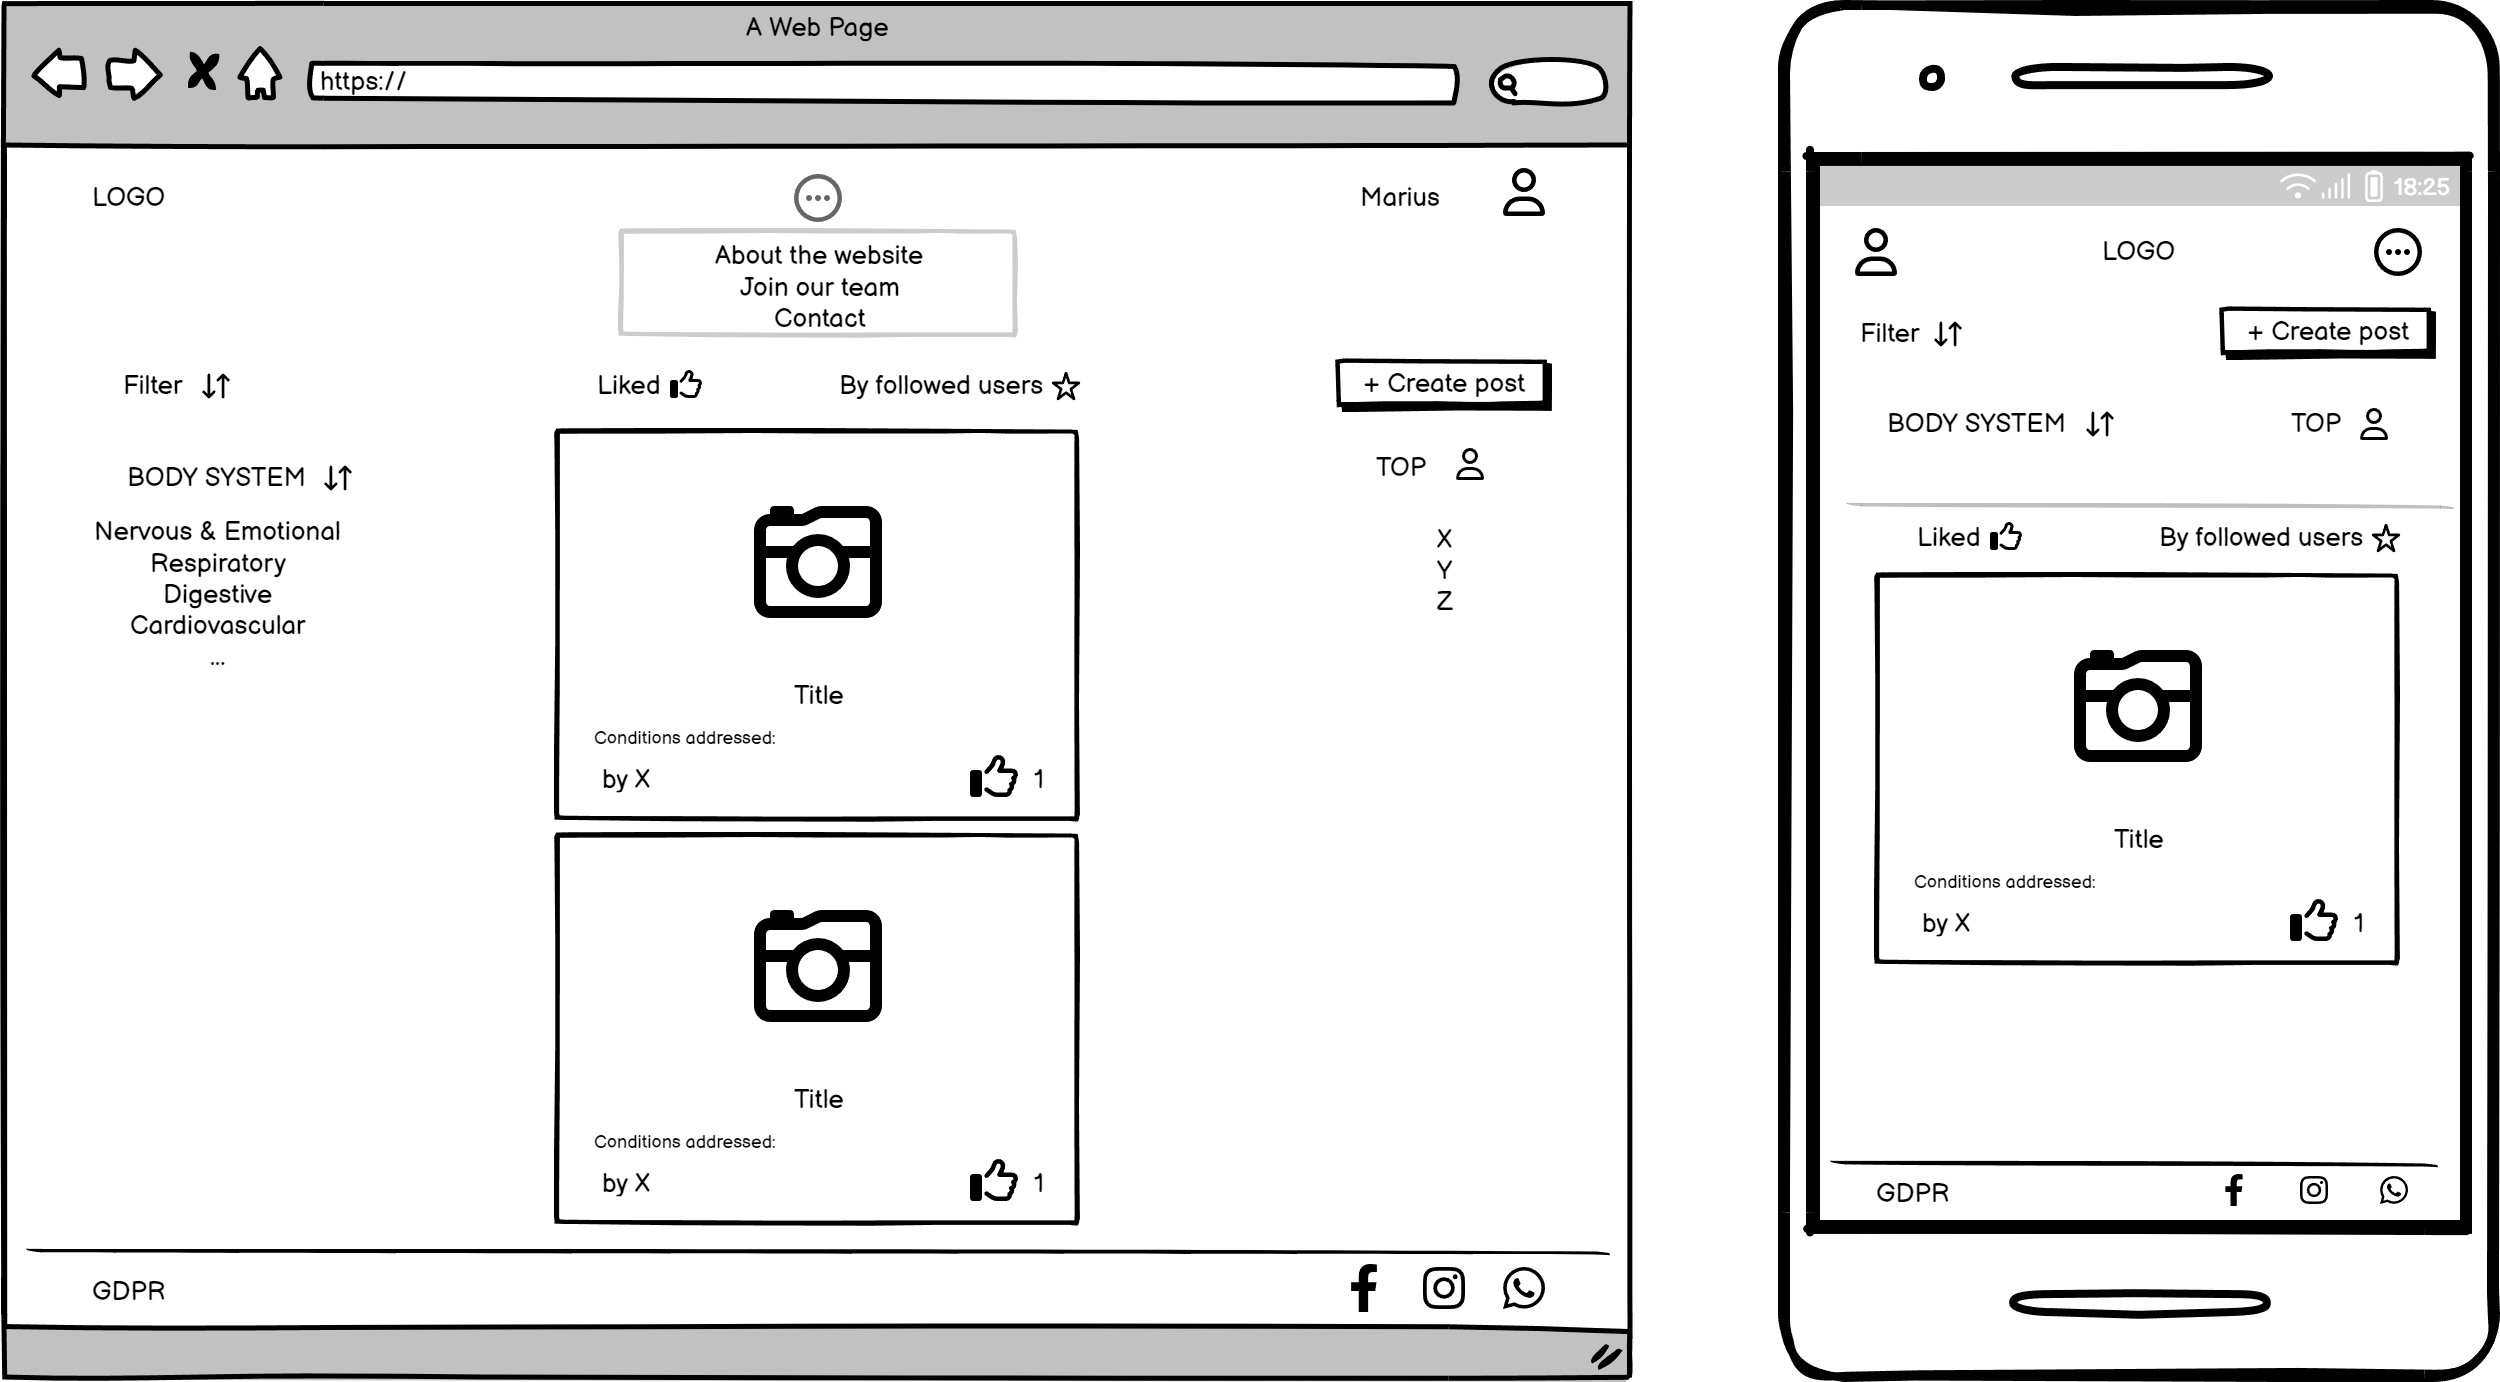 A Web Page
https://
LOGO
Marius
About the website
Join our team
Contact
Filter
Liked
By followed users
+ Create post
BODY SYSTEM
TOP
Nervous & Emotional
Respiratory
Digestive
Cardiovascular
...
X
Y
Z
Title
Conditions addressed:
by X
1
Title
Conditions addressed:
by X
1
GDPR
18:25
LOGO
Filter
+ Create post
BODY SYSTEM
TOP
Liked
By followed users
Title
Conditions addressed:
by X
1
GDPR